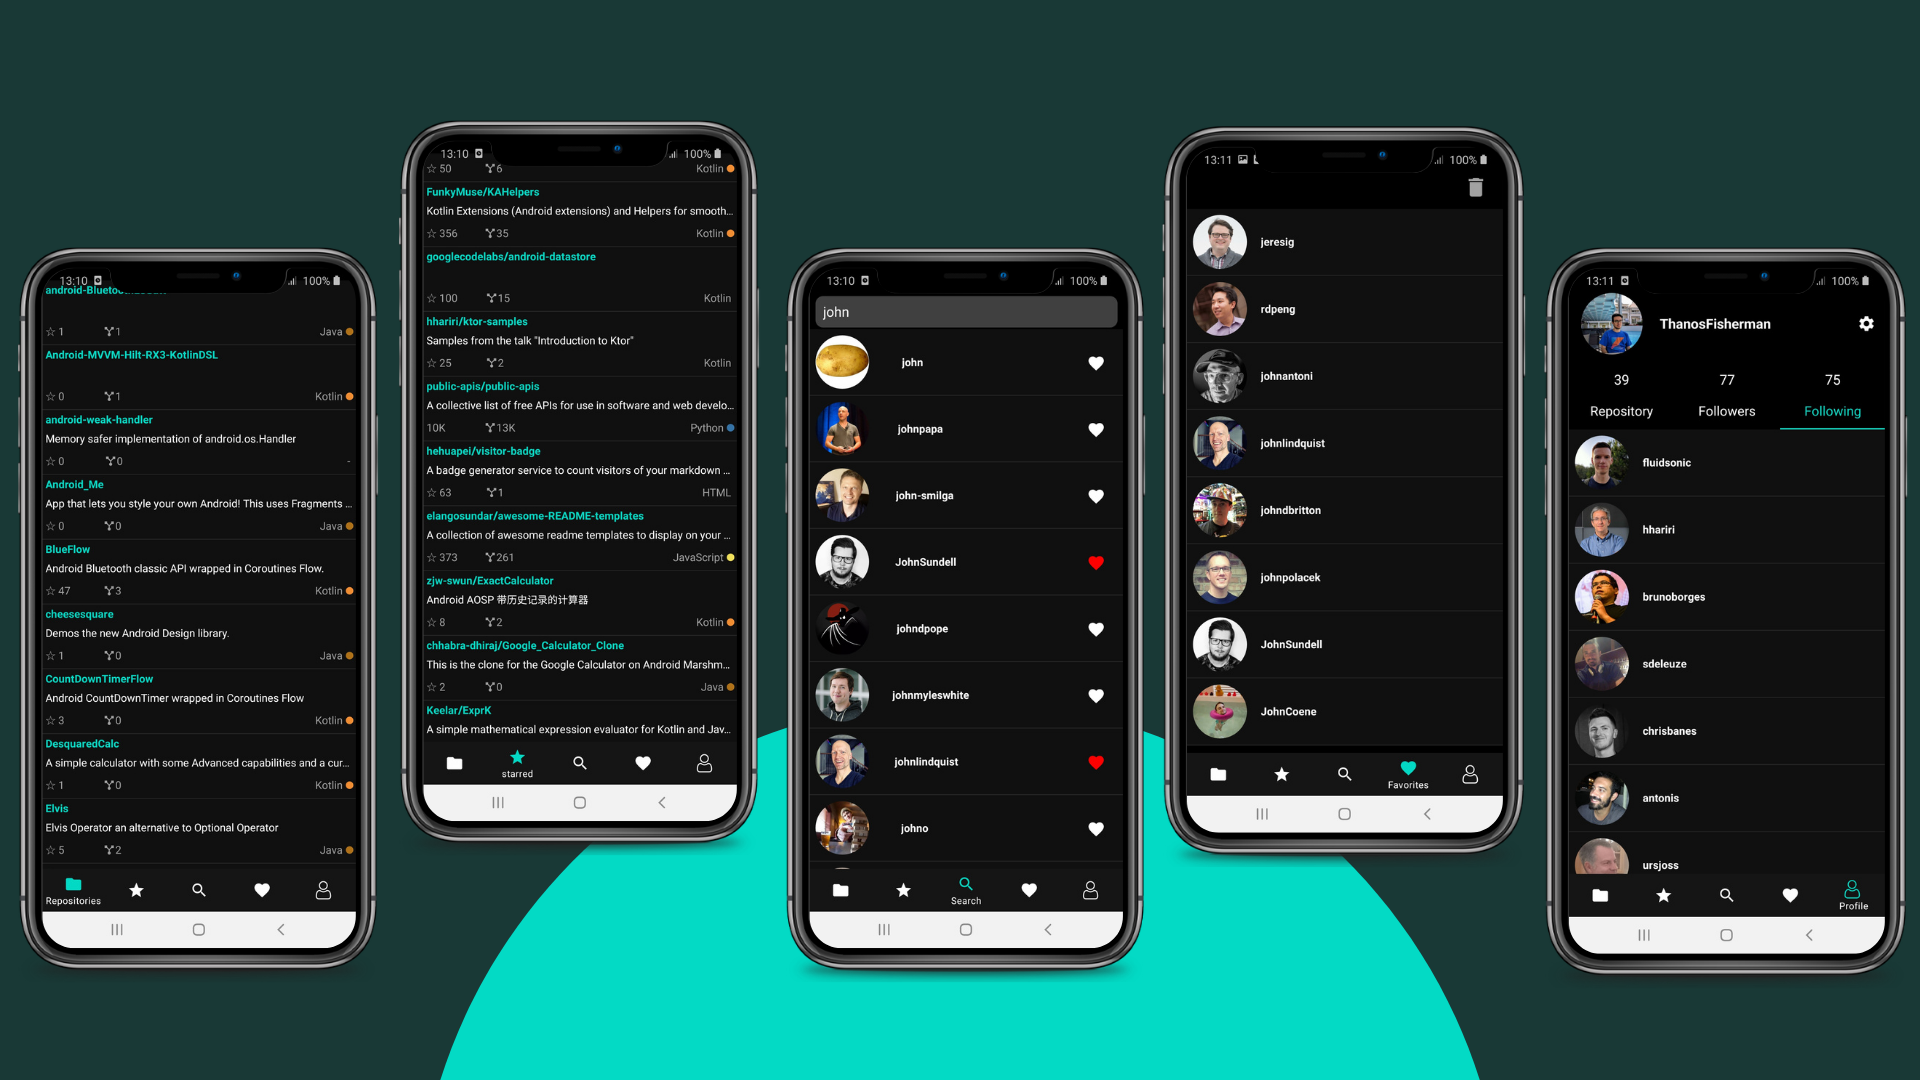 13:10
100%
android-Bluetoo
1
1
Java
Android-MVVM-Hilt-RX3-KotlinDSL
0
1
Kotlin
android-weak-handler
Memory safer implementation of android.os.Handler
0
0
-
Android_Me
App that lets you style your own Android! This uses Fragments ...
0
0
Java
BlueFlow
Android Bluetooth classic API wrapped in Coroutines Flow.
47
3
Kotlin
cheesesquare
Demos the new Android Design library.
1
0
Java
CountDownTimerFlow
Android CountDownTimer wrapped in Coroutines Flow
3
0
Kotlin
DesquaredCalc
A simple calculator with some Advanced capabilities and a cur...
1
0
Kotlin
Elvis
Elvis Operator an alternative to Optional Operator
5
2
Java
Repositories
13:10
100%
50
6
Kotlin
FunkyMuse/KAHelpers
Kotlin Extensions (Android extensions) and Helpers for smooth...
356
35
Kotlin
googlecodelabs/android-datastore
100
15
Kotlin
hhariri/ktor-samples
Samples from the talk "Introduction to Ktor"
25
2
Kotlin
public-apis/public-apis
A collective list of free APIs for use in software and web develo...
10K
13K
Python
hehuapei/visitor-badge
A badge generator service to count visitors of your markdown ...
63
1
HTML
elangosundar/awesome-README-templates
A collection of awesome readme templates to display on your ...
373
261
JavaScript
zjw-swun/ExactCalculator
Android AOSP 带历史记录的计算器
8
2
Kotlin
chhabra-dhiraj/Google_Calculator_Clone
This is the clone for the Google Calculator on Android Marshm...
2
0
Java
Keelar/ExprK
A simple mathematical expression evaluator for Kotlin and Jav...
starred
13:10
100%
john
john
johnpapa
john-smilga
JohnSundell
johndpope
johnmyleswhite
johnlindquist
johno
Search
13:11
100%
jeresig
rdpeng
johnantoni
johnlindquist
johndbritton
johnpolacek
JohnSundell
JohnCoene
Favorites
13:11
100%
ThanosFisherman
39
77
75
Repository
Followers
Following
fluidsonic
hhariri
brunoborges
sdeleuze
chrisbanes
antonis
ursjoss
Profile